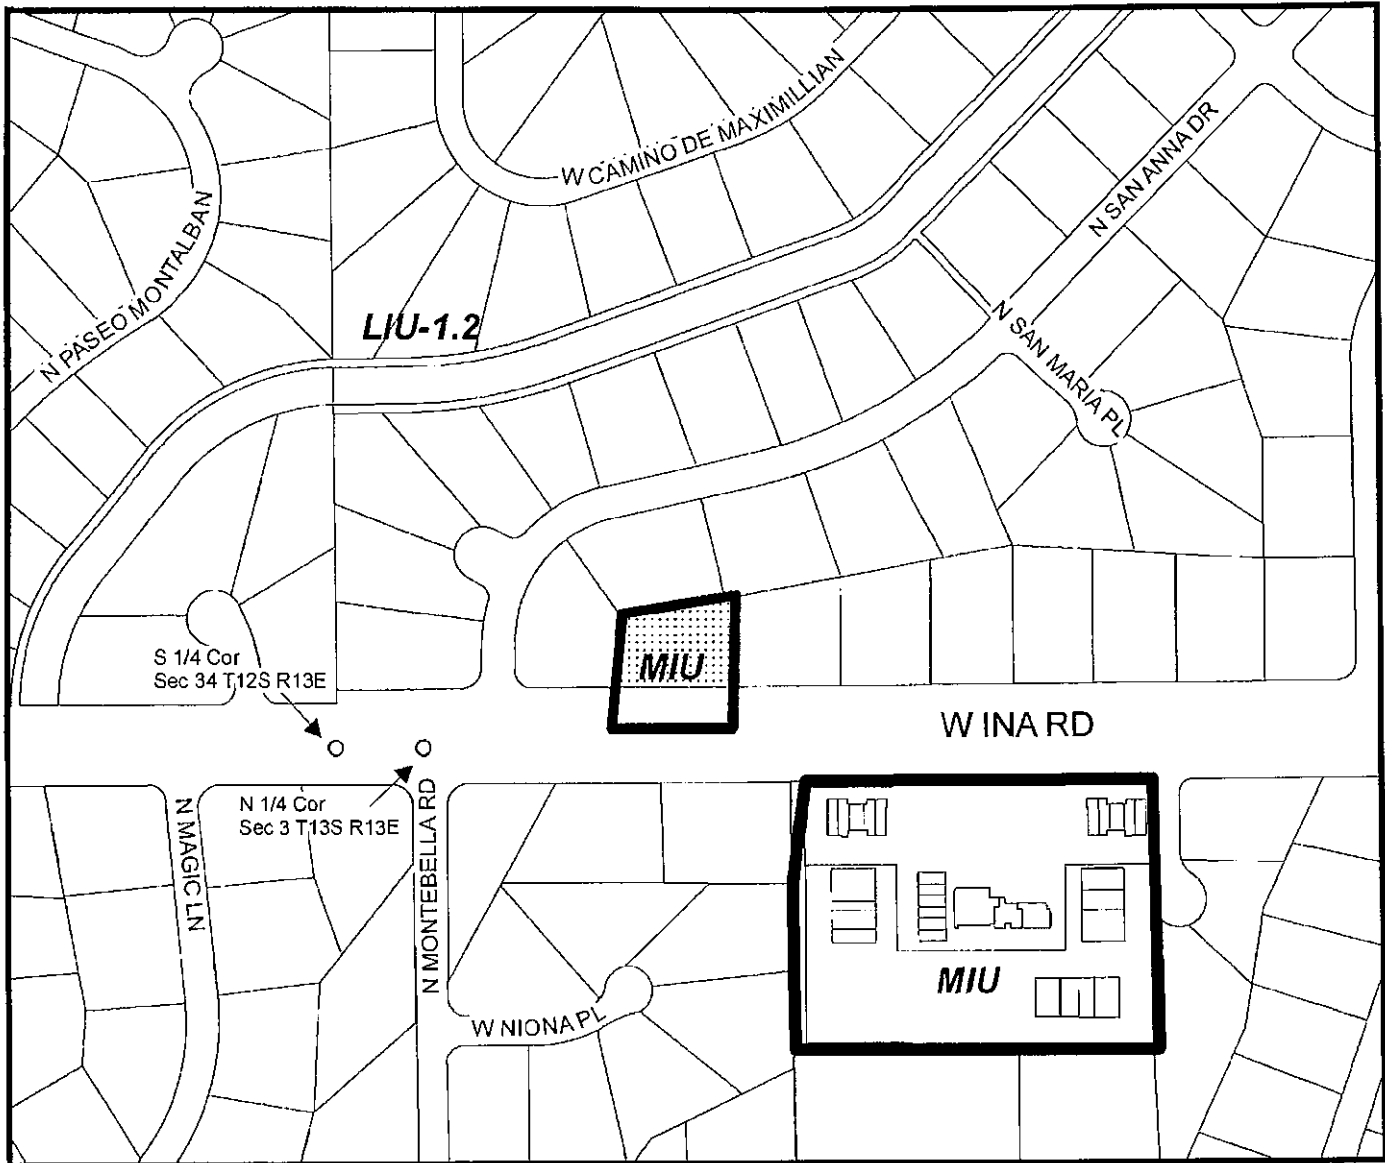 W CAMINO DE MAXIMILLIAN
N SAN ANNA DR
N PASEO MONTALBAN
LIU-1.2
N SAN MARIA PL
S 1/4 Cor
Sec 34 T12S R13E
MIU
W INA RD
N 1/4 Cor
Sec 3 T13S R13E
N MAGIC LN
N MONTEBELLA RD
MIU
W NIONA PL